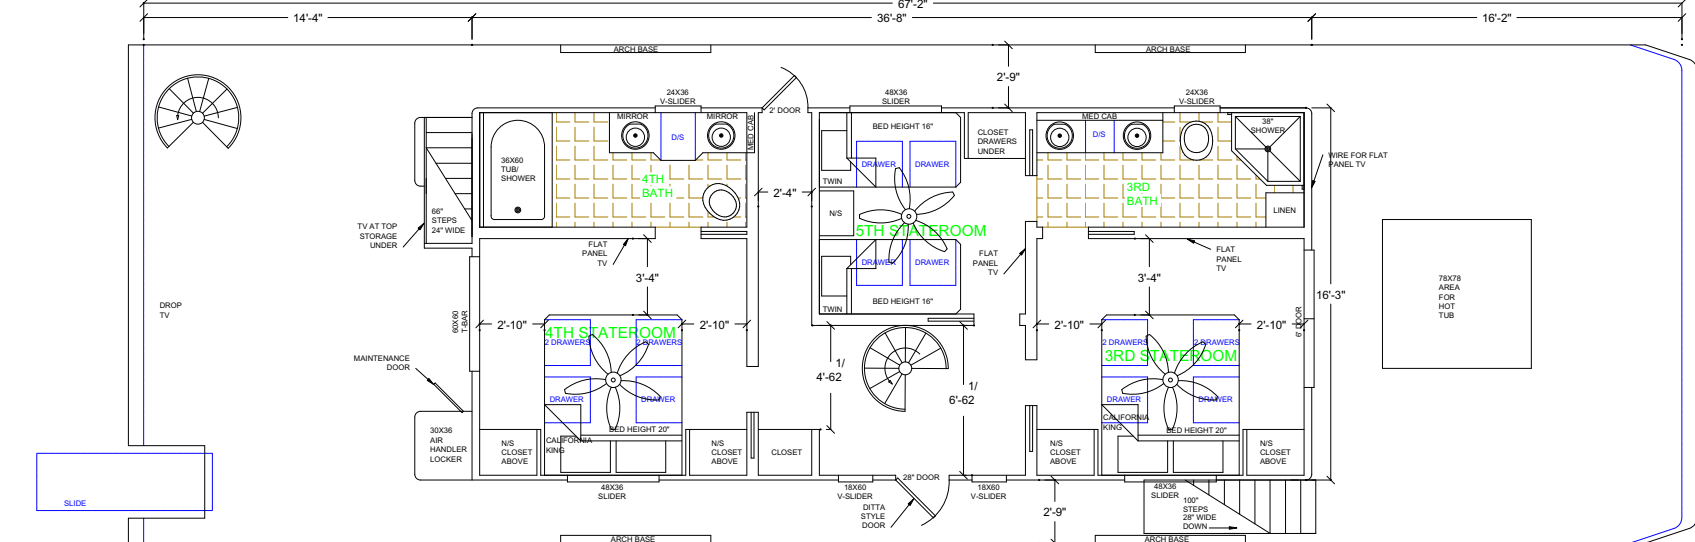 67'-2"
14'-4"
36'-8"
16'-2"
ARCH BASE
ARCH BASE
2'-9"
24X36
V-SLIDER
2' DOOR
48X36
SLIDER
24X36
V-SLIDER
MIRROR
MIRROR
D/S
MED CAB
36X60
TUB/
SHOWER
4TH
BATH
2'-4"
BED HEIGHT 16"
DRAWER
DRAWER
TWIN
CLOSET
DRAWERS
UNDER
MED CAB
D/S
38"
SHOWER
3RD
BATH
LINEN
WIRE FOR FLAT
PANEL TV
66"
STEPS
24" WIDE
TV AT TOP
STORAGE
UNDER
N/S
5TH STATEROOM
FLAT
PANEL
TV
FLAT
PANEL
TV
FLAT
PANEL
TV
DRAWER
DRAWER
BED HEIGHT 16"
TWIN
3'-4"
3'-4"
78X78
AREA
FOR
HOT
TUB
16'-3"
DROP
TV
60X60
T-BAR
2'-10"
2'-10"
4TH STATEROOM
2 DRAWERS
2 DRAWERS
2'-10"
2'-10"
6' DOOR
3RD STATEROOM
2 DRAWERS
2 DRAWERS
MAINTENANCE
DOOR
1/
4'-62
1/
6'-62
DRAWER
DRAWER
DRAWER
DRAWER
BED HEIGHT 20"
CALIFORNIA
KING
CALIFORNIA
KING
BED HEIGHT 20"
30X36
AIR
HANDLER
LOCKER
N/S
CLOSET
ABOVE
N/S
CLOSET
ABOVE
CLOSET
N/S
CLOSET
ABOVE
N/S
CLOSET
ABOVE
48X36
SLIDER
18X60
V-SLIDER
28" DOOR
18X60
V-SLIDER
48X36
SLIDER
DITTA
STYLE
DOOR
2'-9"
100"
STEPS
28" WIDE
DOWN
SLIDE
ARCH BASE
ARCH BASE